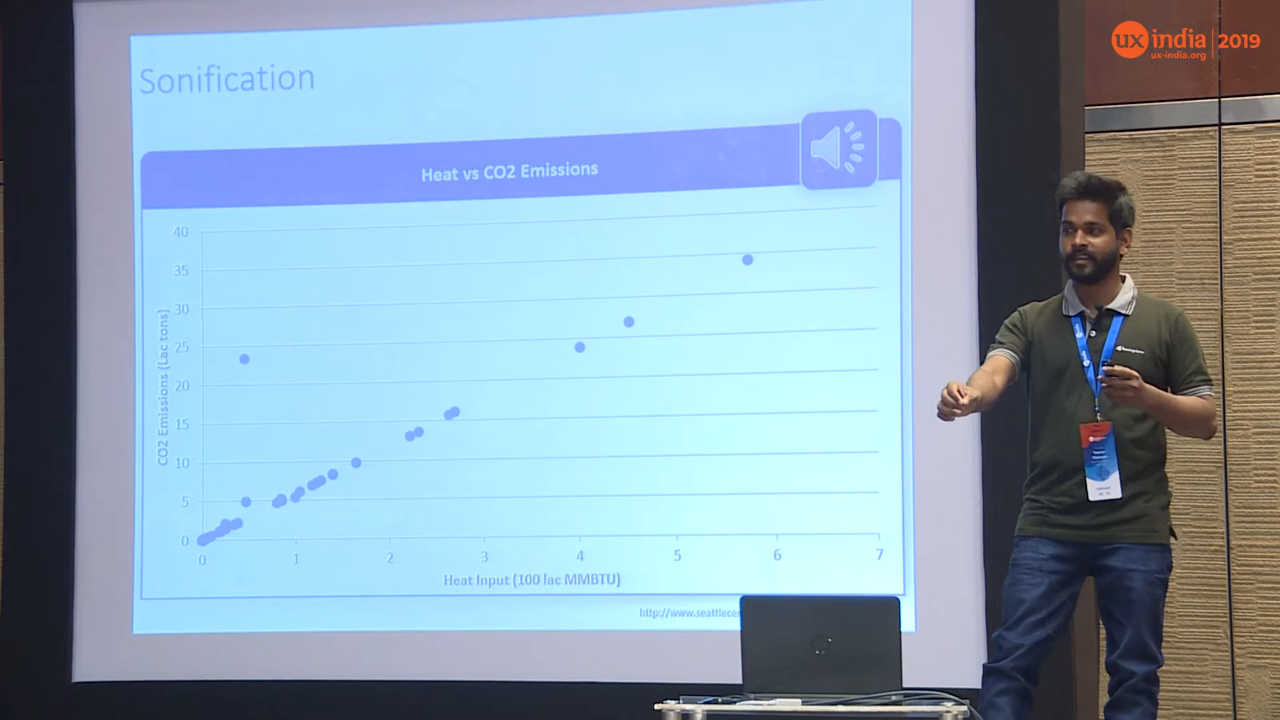 ux india 2019
ux-india.org
Sonification
Heat vs CO2 Emissions
40
35
30
25
20
15
10
5
0
CO2 Emissions (Lac tons)
0 1 2 3 4 5 6 7
Heat Input (100 lac MMBTU)
http://www.seattlece
Champion